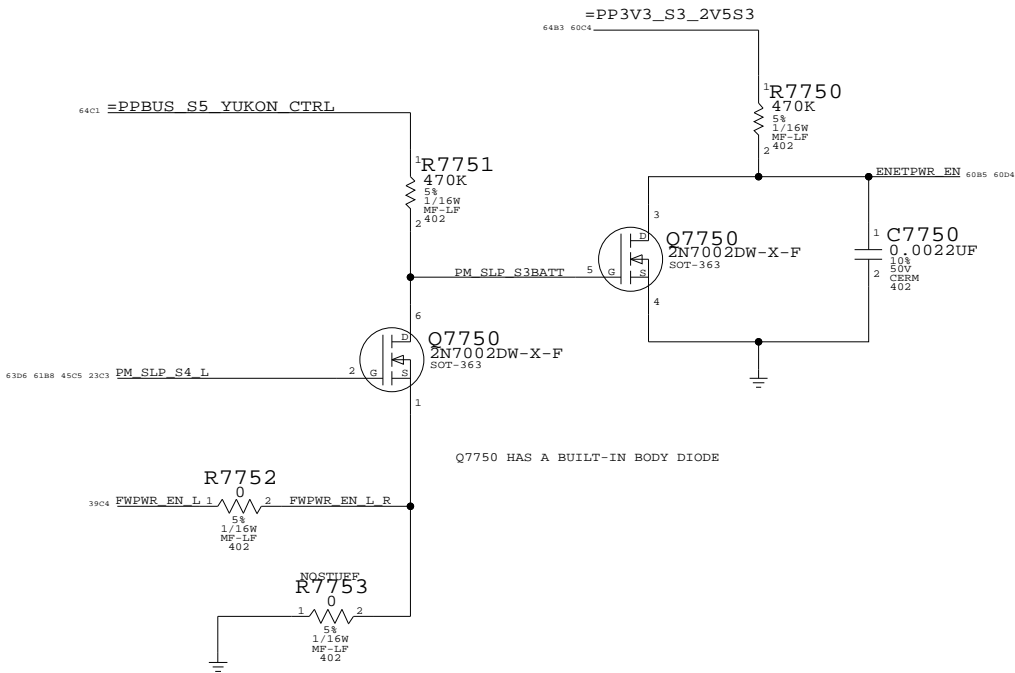 =PP3V3_S3_2V5S3
64B3 60C4
1
R7750
470K
5%
1/16W
MF-LF
402
2
64C1 =PPBUS_S5_YUKON_CTRL
1
R7751
470K
5%
1/16W
MF-LF
402
2
ENETPWR_EN 60B5 60D4
3
D
Q7750
2N7002DW-X-F
SOT-363
5 G S
4
1
C7750
0.0022UF
10%
50V
CERM
402
2
PM_SLP_S3BATT
6
D
Q7750
2N7002DW-X-F
SOT-363
63D6 61B8 45C5 23C3 PM_SLP_S4_L
2 G S
1
Q7750 HAS A BUILT-IN BODY DIODE
R7752
0
39C4 FWPWR_EN_L 1 2 FWPWR_EN_L_R
5%
1/16W
MF-LF
402
NOSTUFF
R7753
0
1 2
5%
1/16W
MF-LF
402